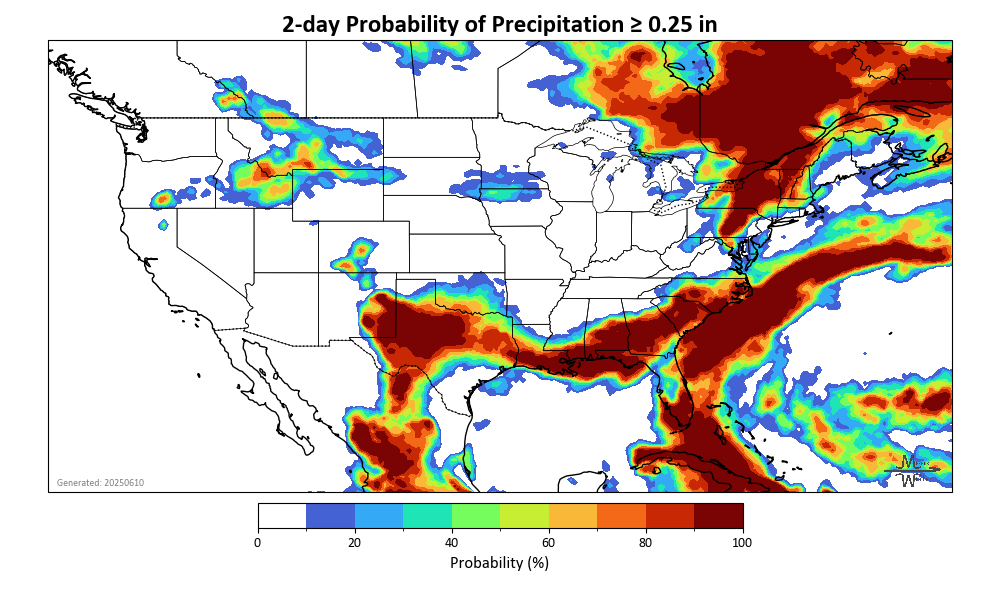 2-day Probability of Precipitation ≥ 0.25 in
Generated: 20250610
0 20 40 60 80 100
Probability (%)